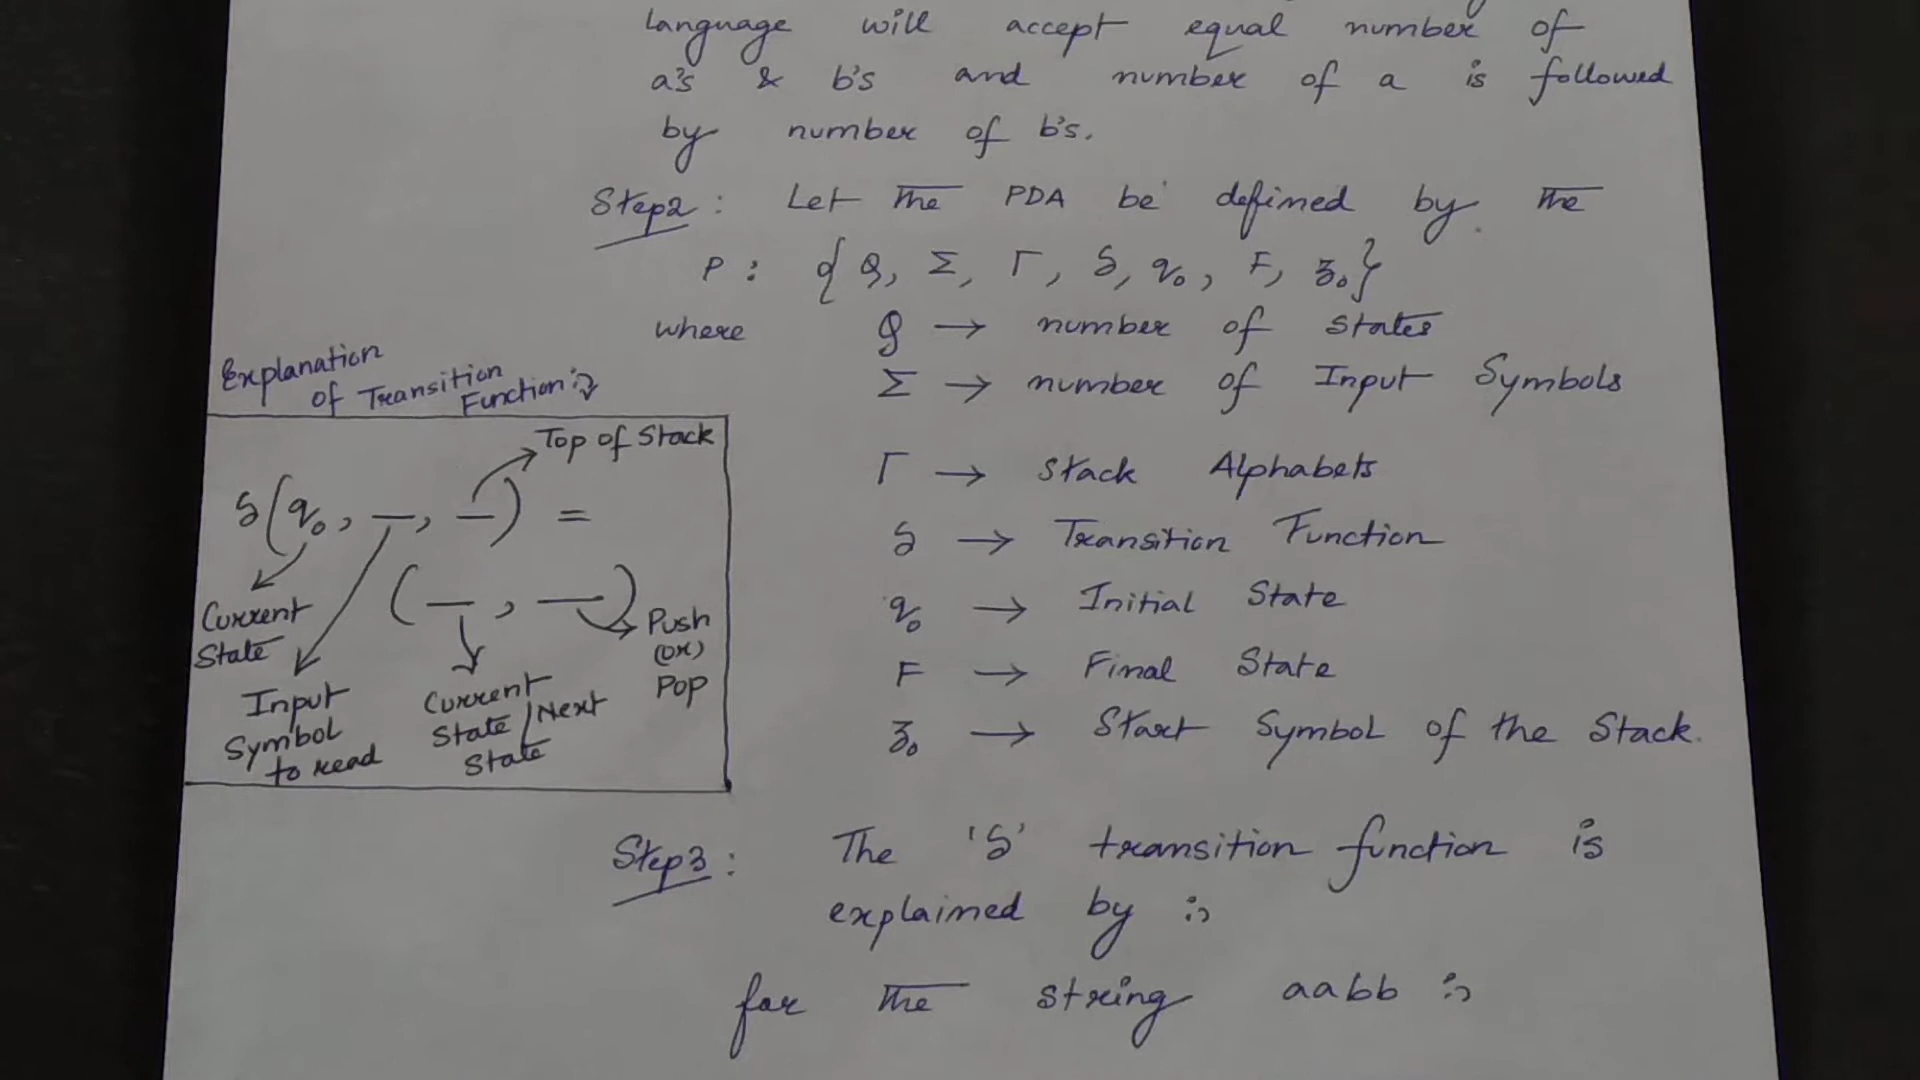 language will accept equal number of
a's & b's and number of a is followed
by number of b's.
Step2 : Let the PDA be defined by the
P : { Q, Σ, Γ, δ, q₀, F, z₀}
where Q → number of States
Σ → number of Input Symbols
Γ → Stack Alphabets
δ → Transition Function
q₀ → Initial State
F → Final State
z₀ → Start Symbol of the Stack.
Explanation
of Transition
Function :→
Top of Stack
δ(q₀, —, —) =
(—, —)
Current
State
Input
Symbol
to read
Current
State / Next
State
Push
(or)
Pop
Step3 : The 'δ' transition function is
explained by :→
for the string aabb :→